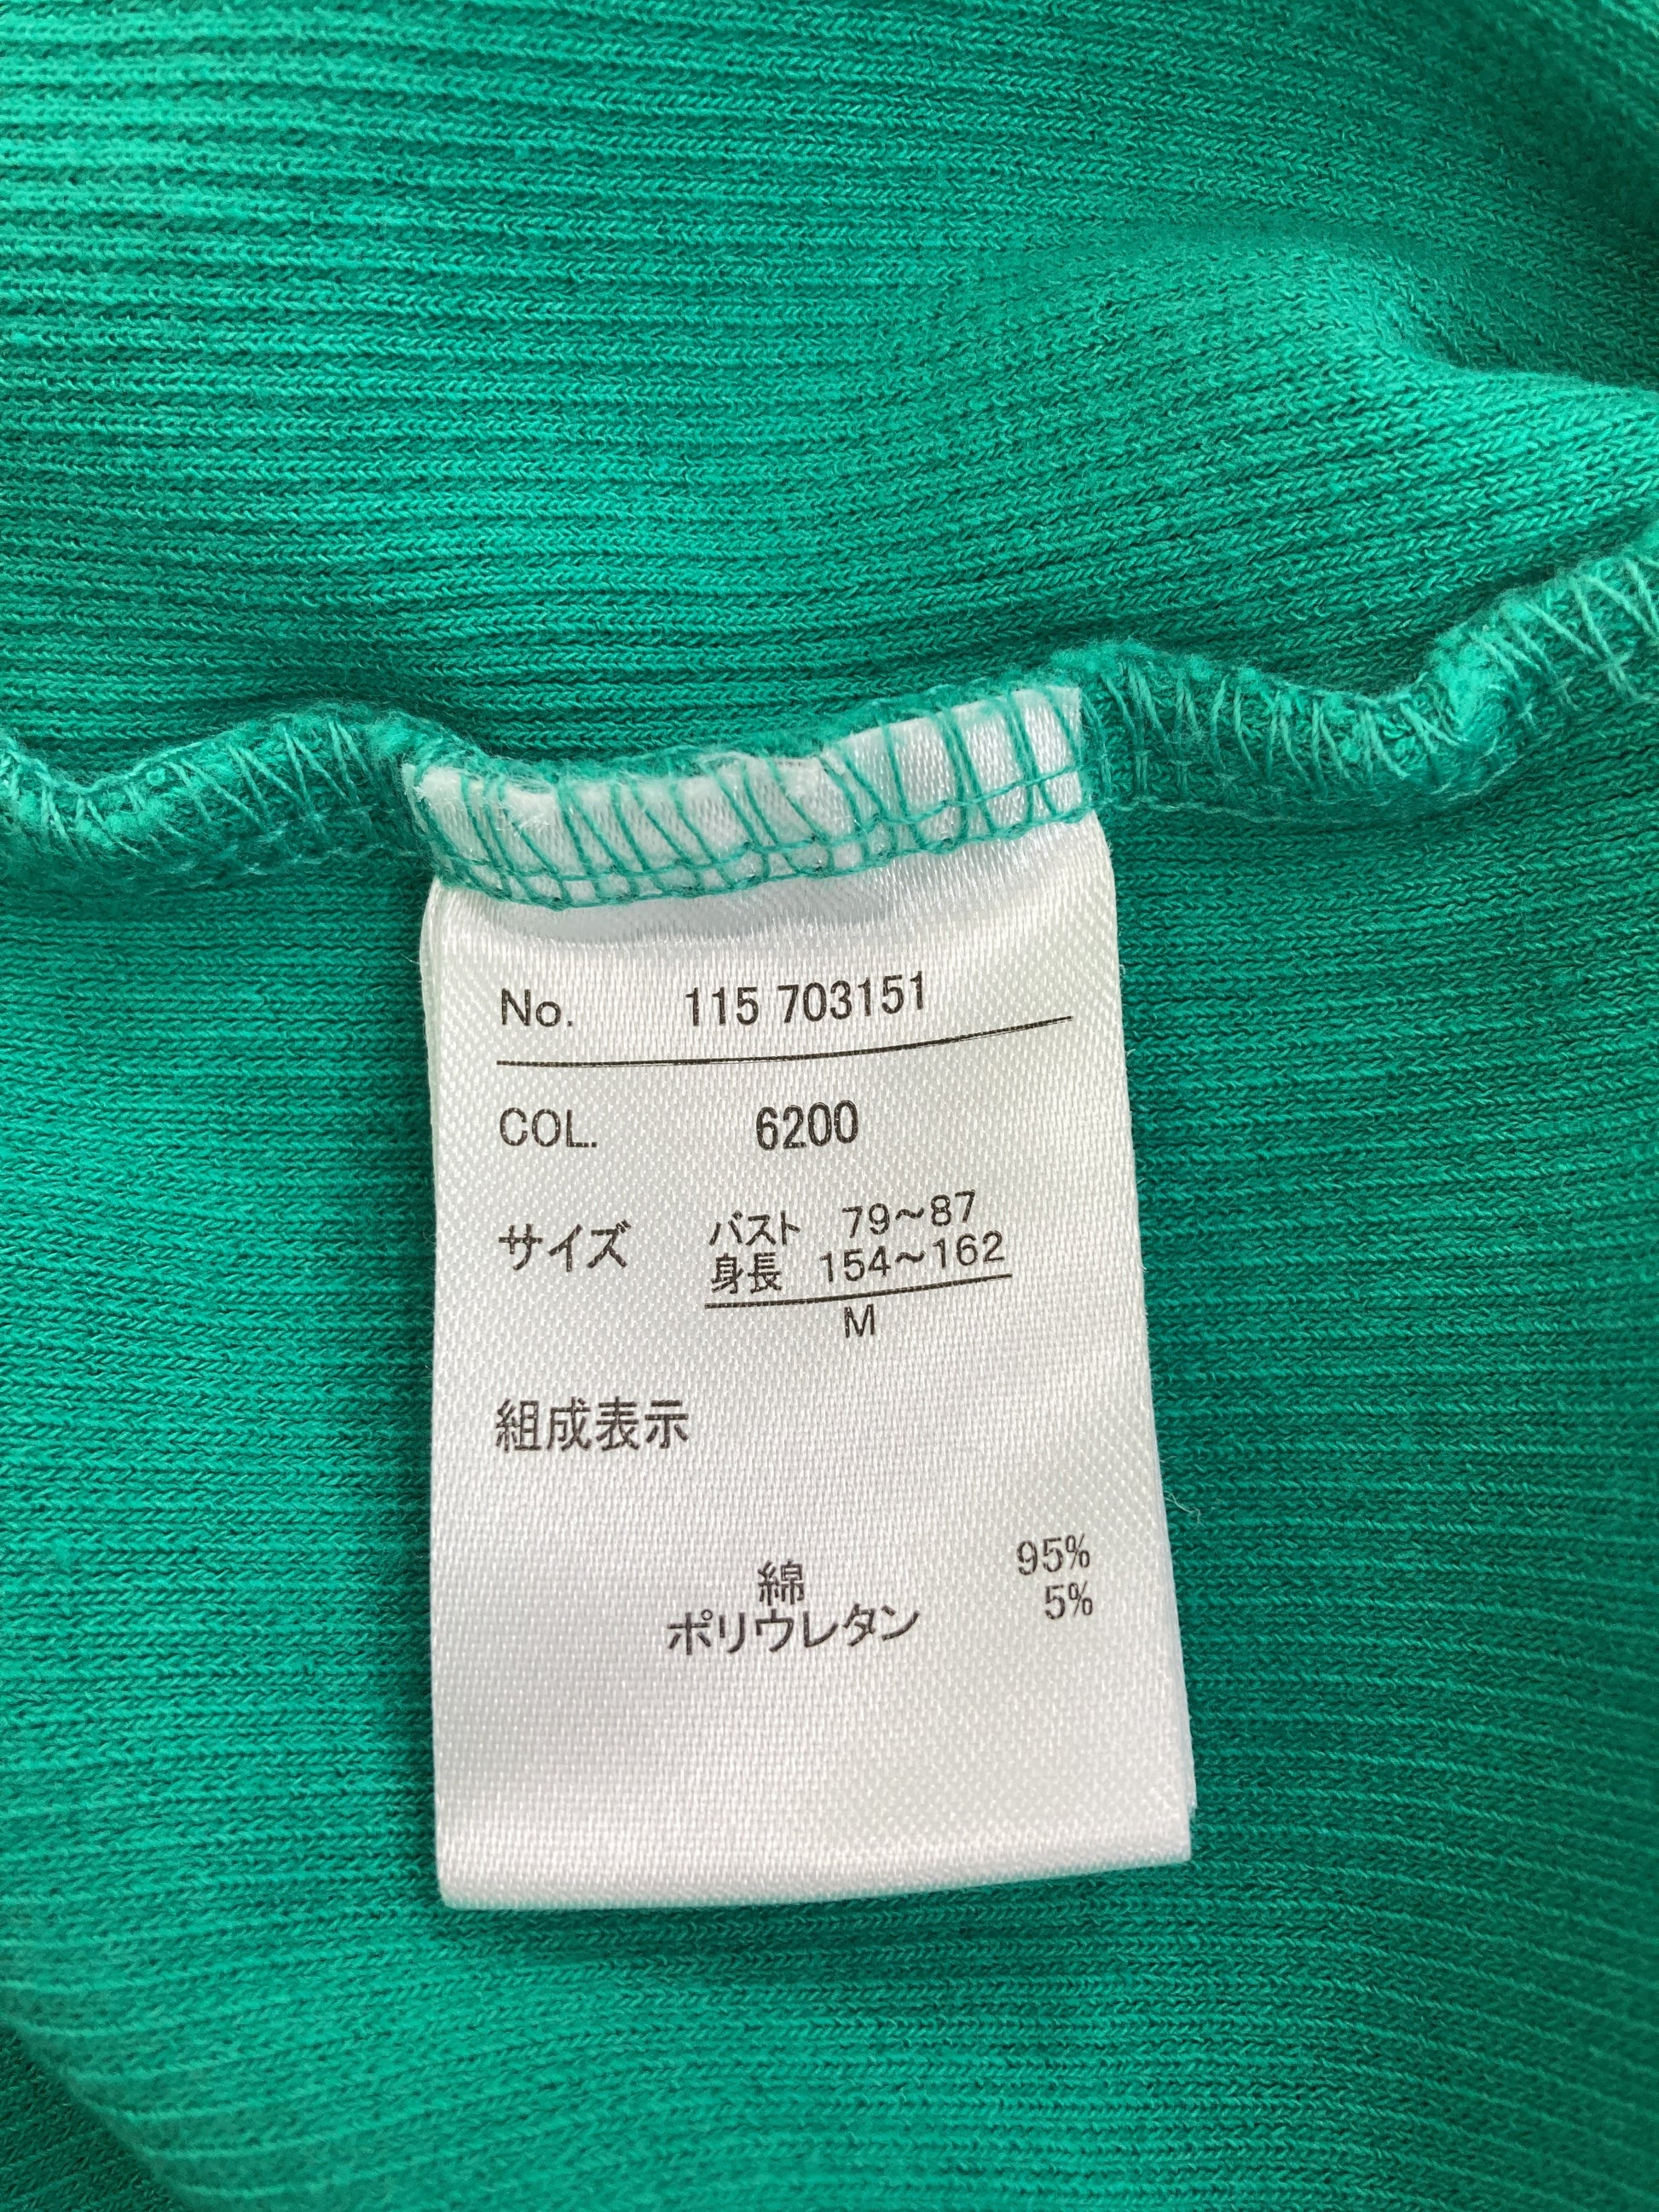 No. 115 703151
COL. 6200
サイズ バスト 79～87
身長 154～162
M
組成表示
綿 95%
ポリウレタン 5%